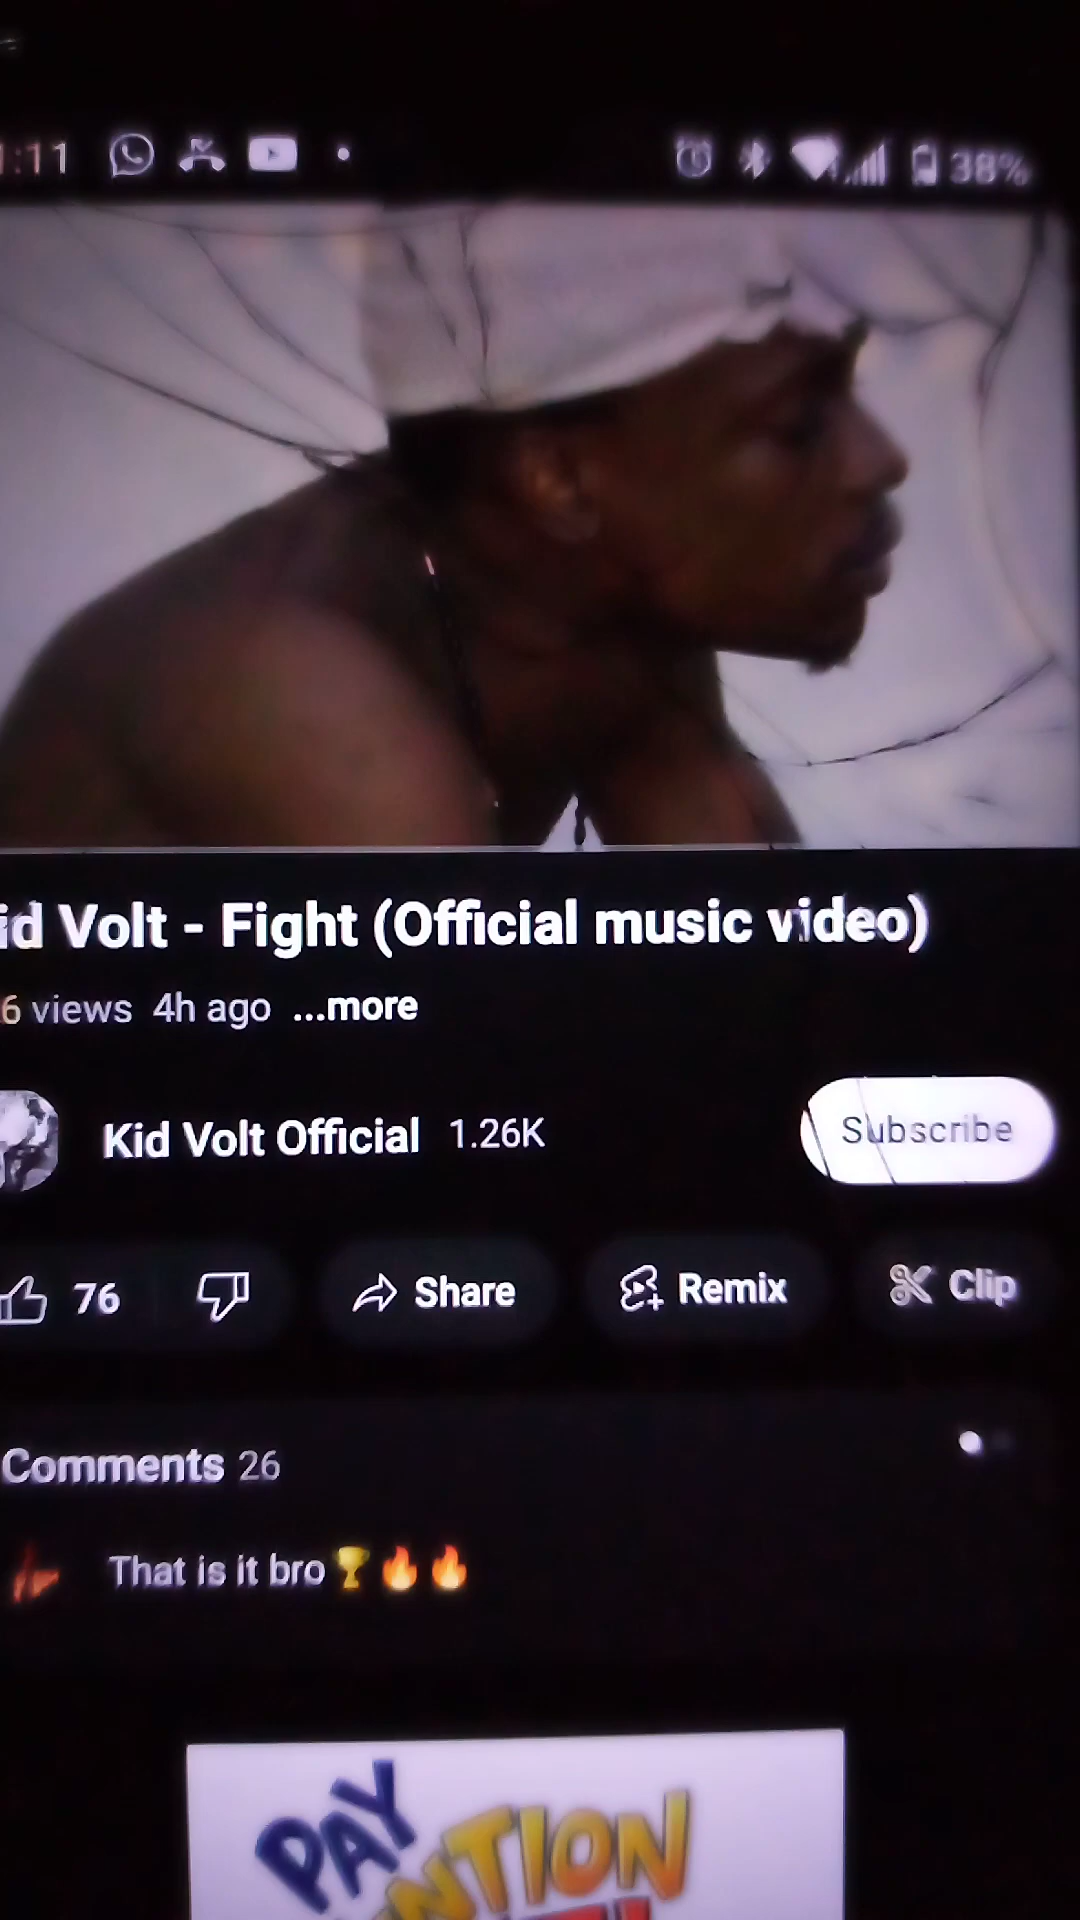 :11 38%
id Volt - Fight (Official music video)
6 views 4h ago ...more
Kid Volt Official 1.26K Subscribe
76 Share Remix Clip
Comments 26
That is it bro🏆🔥🔥
PAY
NTION